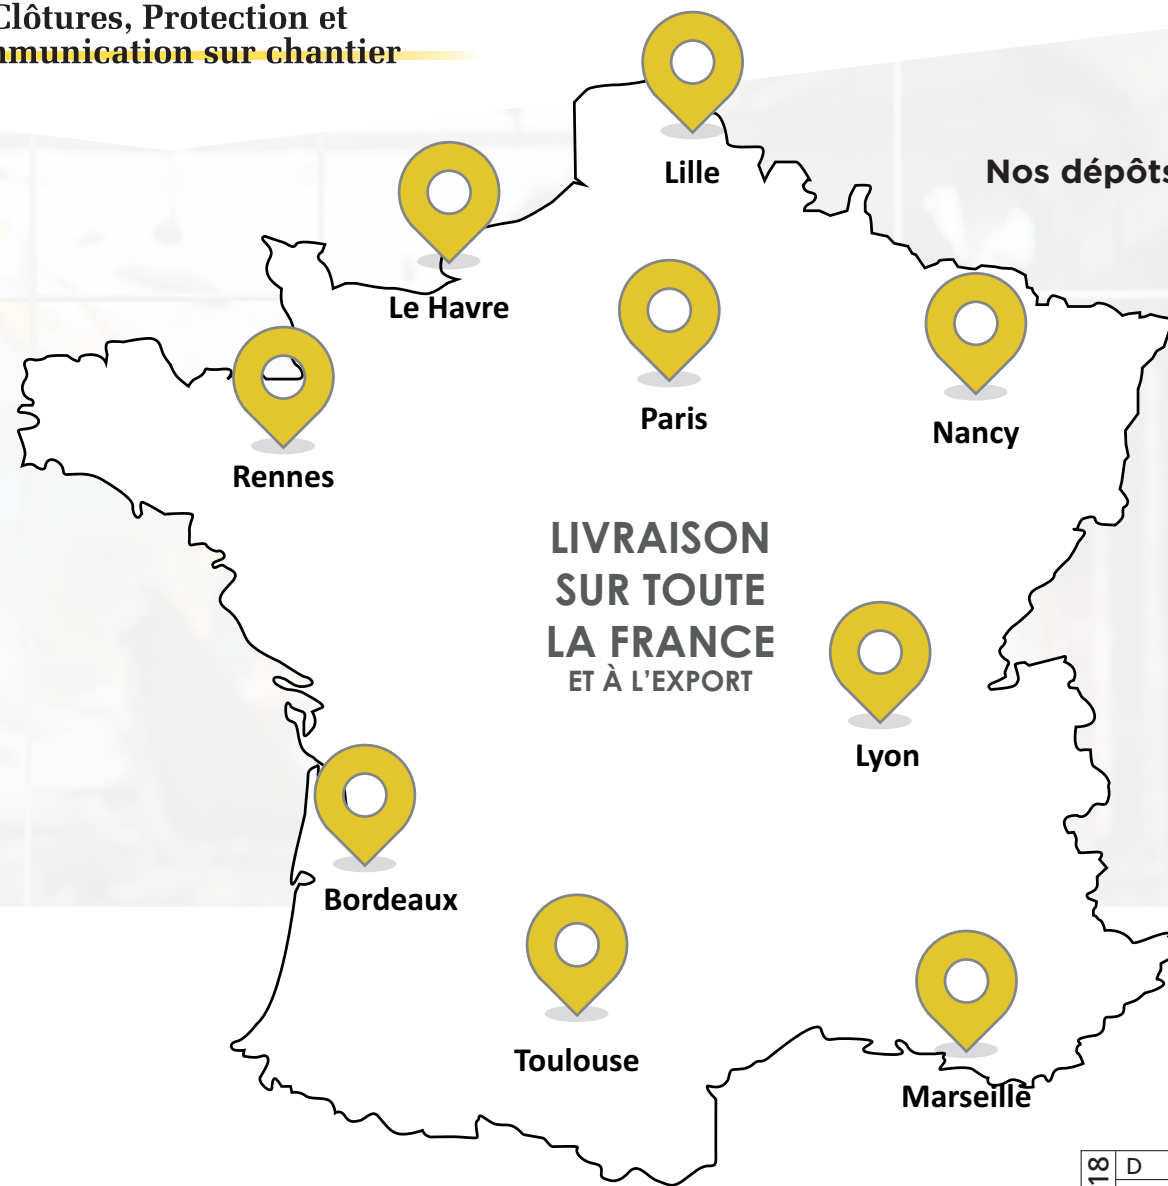 Clôtures, Protection et
mmunication sur chantier
Lille
Nos dépôts
Le Havre
Paris
Nancy
Rennes
LIVRAISON
SUR TOUTE
LA FRANCE
ET À L’EXPORT
Lyon
Bordeaux
Toulouse
Marseille
18
D